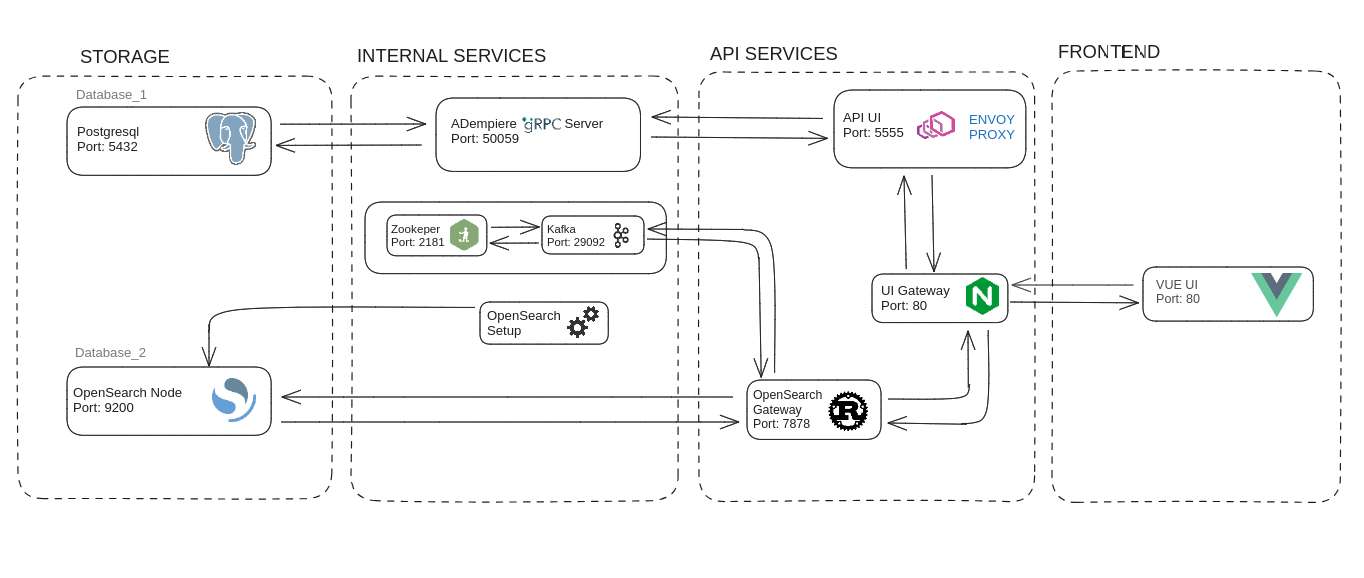 STORAGE
Database_1
Postgresql
Port: 5432
Database_2
OpenSearch Node
Port: 9200
INTERNAL SERVICES
ADempiere gRPC Server
Port: 50059
Zookeper
Port: 2181
Kafka
Port: 29092
OpenSearch
Setup
API SERVICES
API UI
Port: 5555
ENVOY
PROXY
UI Gateway
Port: 80
N
OpenSearch
Gateway
Port: 7878
R
FRONTEND
VUE UI
Port: 80